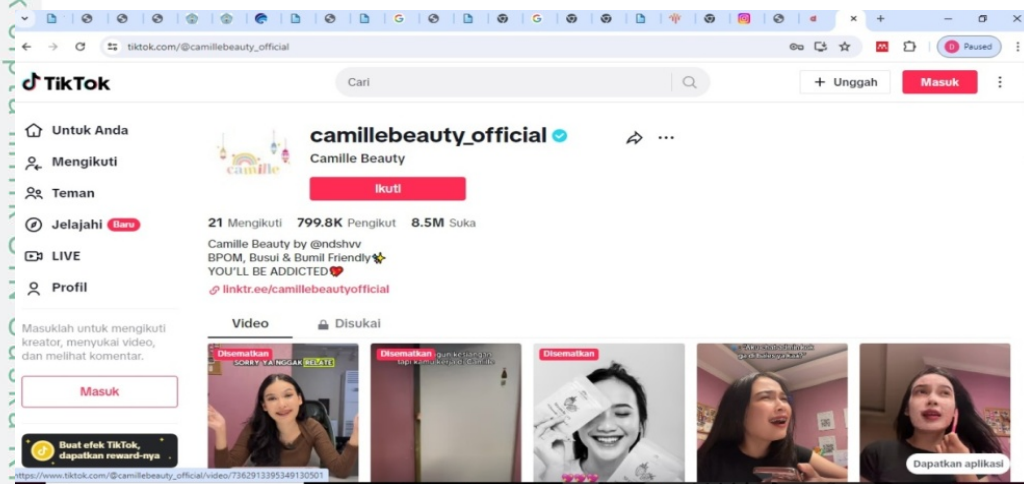 tiktok.com/@camillebeauty_official
Paused
TikTok
Cari
+ Unggah
Masuk
Untuk Anda
Mengikuti
Teman
Jelajahi Baru
LIVE
Profil
Masuklah untuk mengikuti
kreator, menyukai video,
dan melihat komentar.
Masuk
Buat efek TikTok,
dapatkan reward-nya
camillebeauty_official
Camille Beauty
Ikuti
21 Mengikuti 799.8K Pengikut 8.5M Suka
Camille Beauty by @ndshvv
BPOM, Busui & Bumil Friendly✨
YOU'LL BE ADDICTED❤️
linktr.ee/camillebeautyofficial
camille
Video Disukai
Disematkan
SORRY YA NGGAK RELATE
Disematkan
Disematkan
Dapatkan aplikasi
https://www.tiktok.com/@camillebeauty_official/video/7362913395349130501